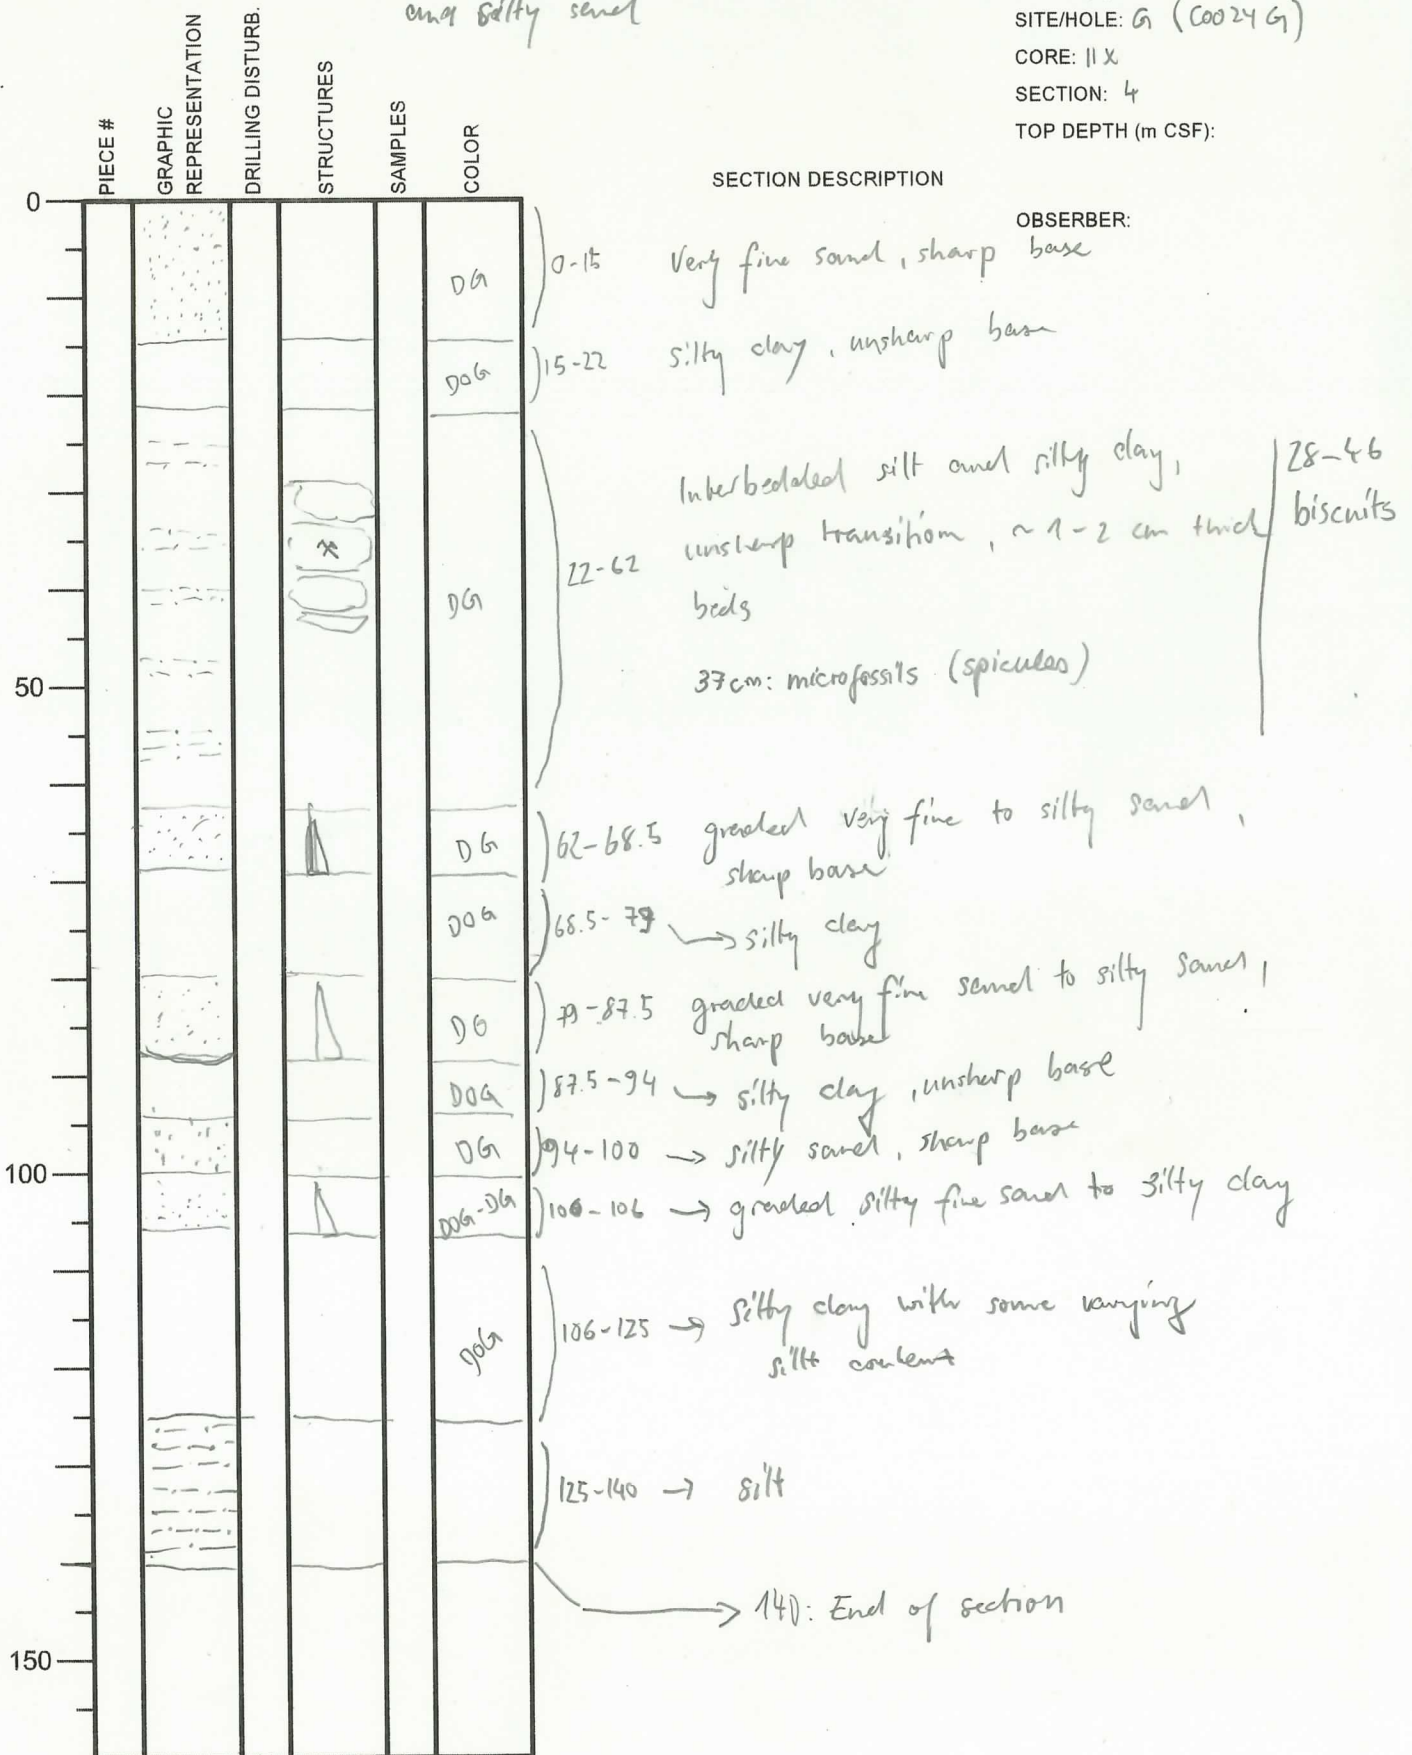 and silty sand
SITE/HOLE: G (C0024G)
CORE: 11X
SECTION: 4
TOP DEPTH (m CSF):
PIECE #
GRAPHIC
REPRESENTATION
DRILLING DISTURB.
STRUCTURES
SAMPLES
COLOR
SECTION DESCRIPTION
OBSERBER:
0
DG
0-15 Very fine sand, sharp base
DOG
15-22 silty clay, unsharp base
DG
22-62
Interbedded silt and silty clay,
unsharp transition, ~1-2 cm thick
beds
28-46
biscuits
37cm: microfossils (spicules)
50
DG
62-68.5 graded very fine to silty sand,
sharp base
DOG
68.5-79 → silty clay
DG
79-87.5 graded very fine sand to silty sand,
sharp base
DOG
87.5-94 → silty clay, unsharp base
DG
94-100 → silty sand, sharp base
100
DOG-DG
100-106 → graded silty fine sand to silty clay
DOG
106-125 → Silty clay with some varying
silt content
125-140 → silt
140: End of section
150